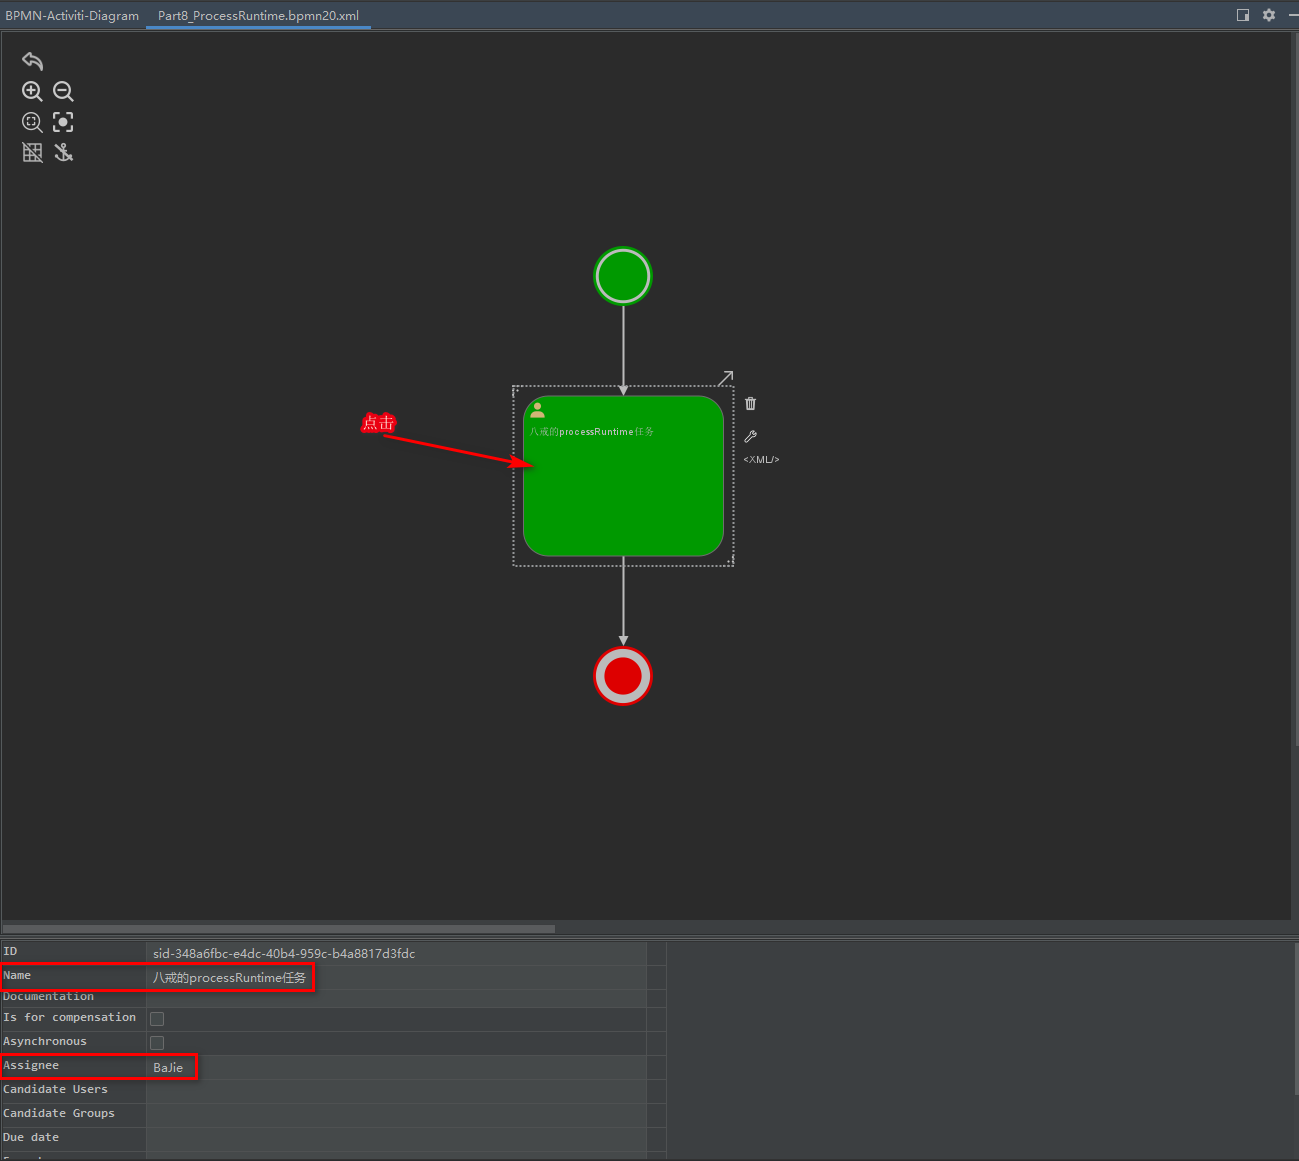 BPMN-Activiti-Diagram Part8_ProcessRuntime.bpmn20.xml
点击
八戒的processRuntime任务
<XML/>
ID sid-348a6fbc-e4dc-40b4-959c-b4a8817d3fdc
Name 八戒的processRuntime任务
Documentation
Is for compensation
Asynchronous
Assignee BaJie
Candidate Users
Candidate Groups
Due date